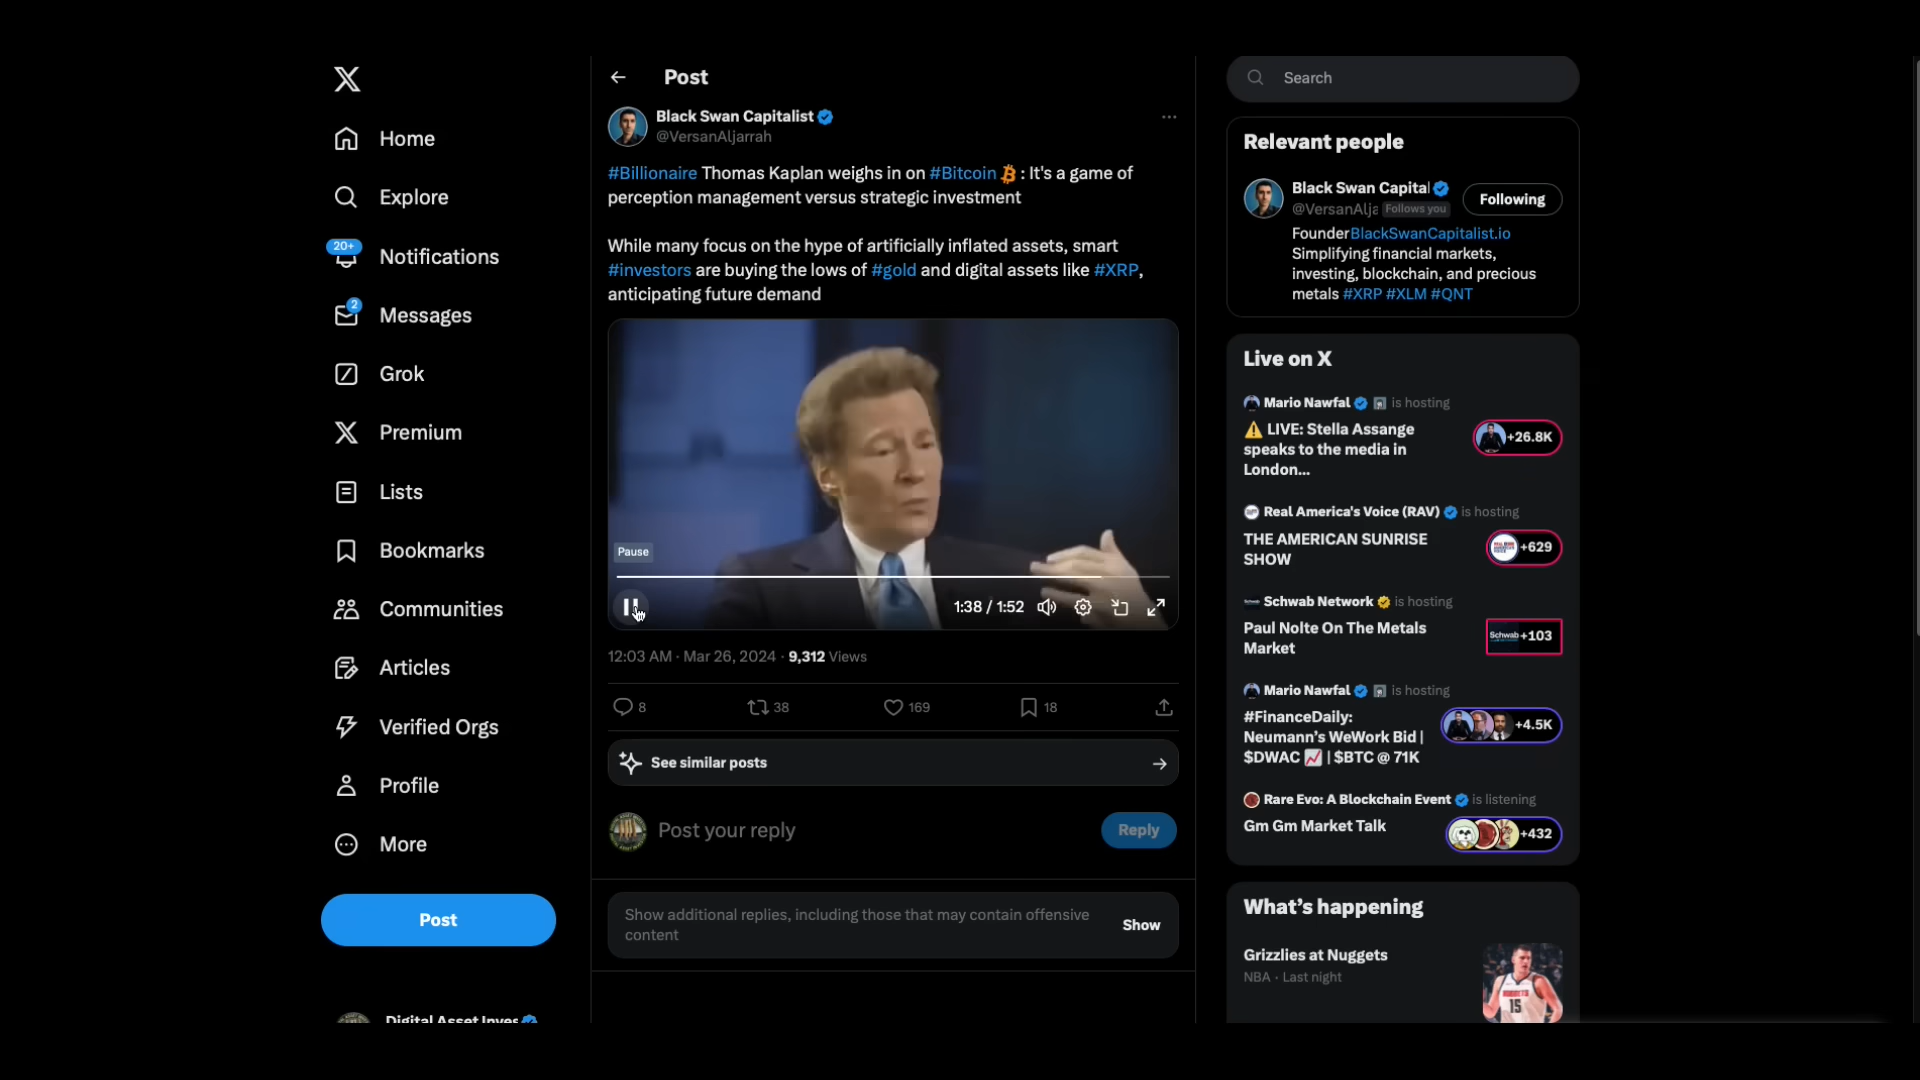 Home
Explore
20+
Notifications
2
Messages
Grok
Premium
Lists
Bookmarks
Communities
Articles
Verified Orgs
Profile
More
Post
Digital Asset Inves
Post
Black Swan Capitalist
@VersanAljarrah
#Billionaire Thomas Kaplan weighs in on #Bitcoin : It's a game of
perception management versus strategic investment
While many focus on the hype of artificially inflated assets, smart
#investors are buying the lows of #gold and digital assets like #XRP,
anticipating future demand
Pause
1:38 / 1:52
12:03 AM · Mar 26, 2024 · 9,312 Views
8 38 169 18
See similar posts
Post your reply
Reply
Show additional replies, including those that may contain offensive
content
Show
Search
Relevant people
Black Swan Capital
@VersanAlja Follows you
Following
FounderBlackSwanCapitalist.io
Simplifying financial markets,
investing, blockchain, and precious
metals #XRP #XLM #QNT
Live on X
Mario Nawfal is hosting
⚠️ LIVE: Stella Assange
speaks to the media in
London...
+26.8K
Real America's Voice (RAV) is hosting
THE AMERICAN SUNRISE
SHOW
+629
Schwab Network is hosting
Paul Nolte On The Metals
Market
Schwab +103
Mario Nawfal is hosting
#FinanceDaily:
Neumann's WeWork Bid |
$DWAC 📈 | $BTC @ 71K
+4.5K
Rare Evo: A Blockchain Event is listening
Gm Gm Market Talk
+432
What's happening
Grizzlies at Nuggets
NBA · Last night
15